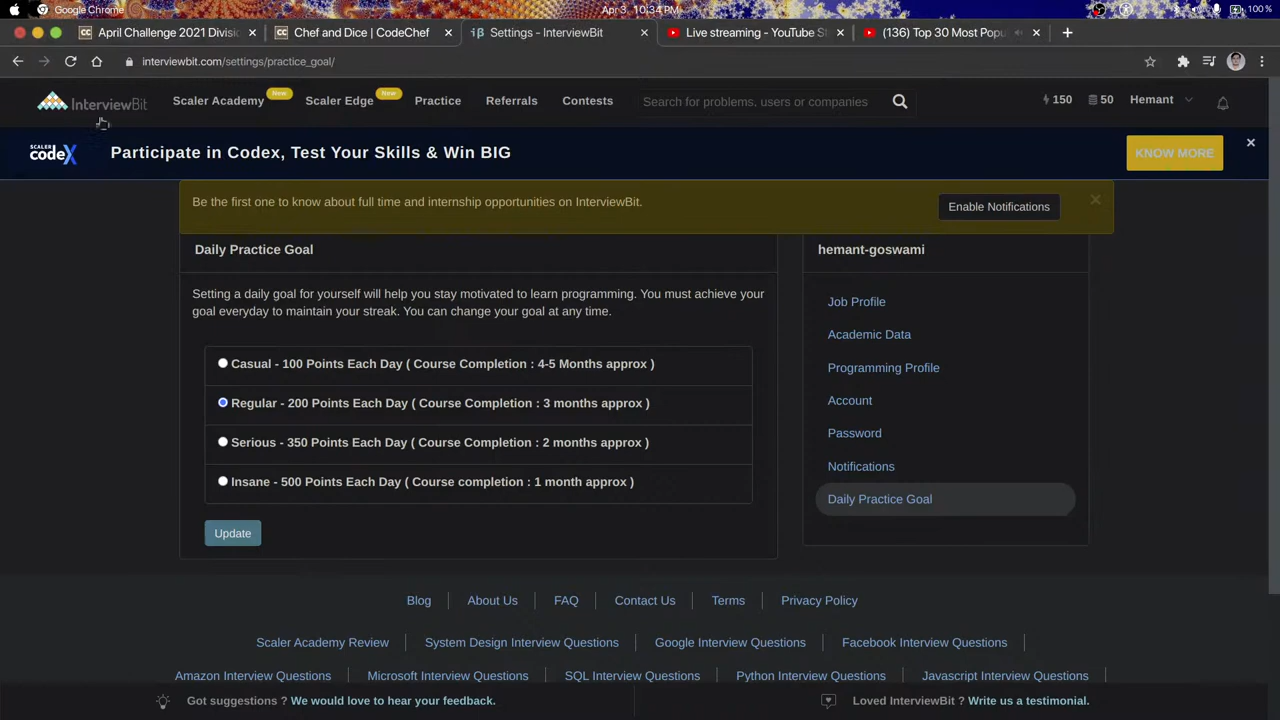 Google Chrome
Apr 3, 10:34 PM
100 %
April Challenge 2021 Divisi
Chef and Dice | CodeChef
Settings - InterviewBit
Live streaming - YouTube St
(136) Top 30 Most Popu
interviewbit.com/settings/practice_goal/
InterviewBit
Scaler Academy New
Scaler Edge New
Practice
Referrals
Contests
Search for problems, users or companies
150
50
Hemant
SCALER
codeX
Participate in Codex, Test Your Skills & Win BIG
KNOW MORE
Be the first one to know about full time and internship opportunities on InterviewBit.
Enable Notifications
Daily Practice Goal
Setting a daily goal for yourself will help you stay motivated to learn programming. You must achieve your
goal everyday to maintain your streak. You can change your goal at any time.
Casual - 100 Points Each Day ( Course Completion : 4-5 Months approx )
Regular - 200 Points Each Day ( Course Completion : 3 months approx )
Serious - 350 Points Each Day ( Course Completion : 2 months approx )
Insane - 500 Points Each Day ( Course completion : 1 month approx )
Update
hemant-goswami
Job Profile
Academic Data
Programming Profile
Account
Password
Notifications
Daily Practice Goal
Blog
About Us
FAQ
Contact Us
Terms
Privacy Policy
Scaler Academy Review
System Design Interview Questions
Google Interview Questions
Facebook Interview Questions
Amazon Interview Questions
Microsoft Interview Questions
SQL Interview Questions
Python Interview Questions
Javascript Interview Questions
Got suggestions ? We would love to hear your feedback.
Loved InterviewBit ? Write us a testimonial.